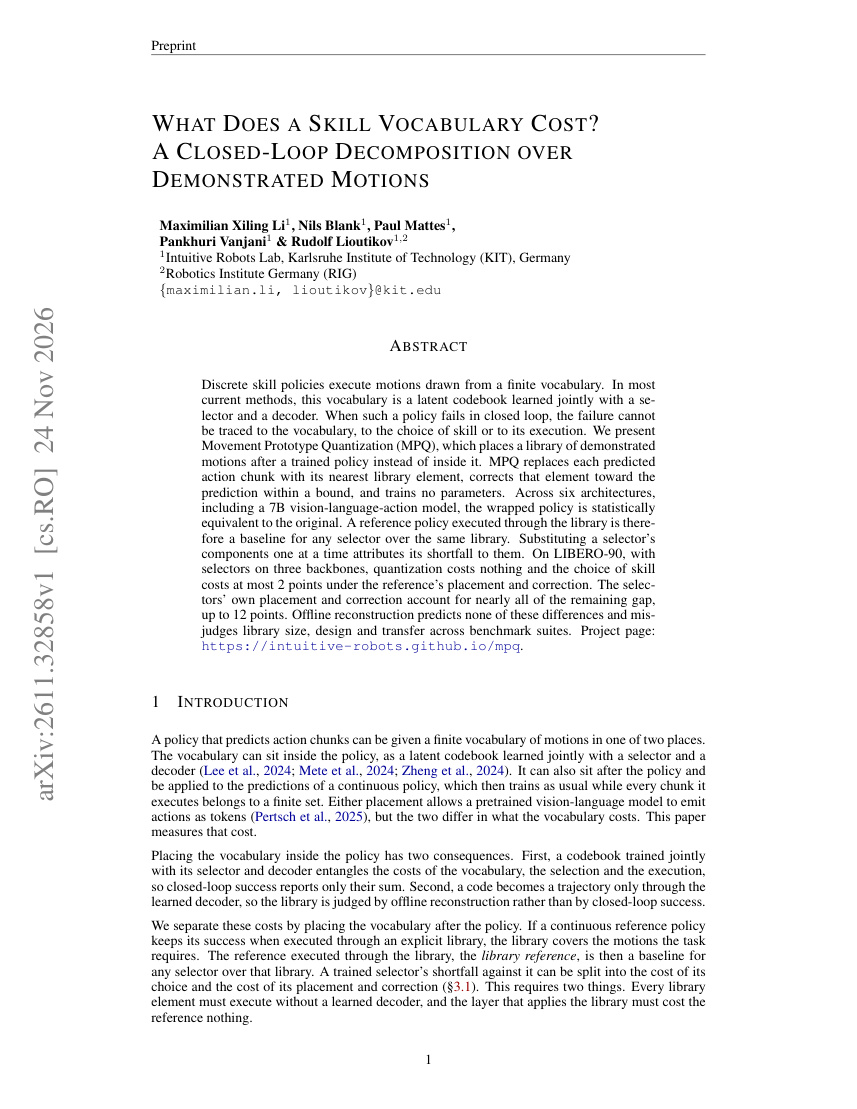 Preprint
WHAT DOES A SKILL VOCABULARY COST?
A CLOSED-LOOP DECOMPOSITION OVER
DEMONSTRATED MOTIONS
Maximilian Xiling Li1, Nils Blank1, Paul Mattes1,
Pankhuri Vanjani1 & Rudolf Lioutikov1,2
1Intuitive Robots Lab, Karlsruhe Institute of Technology (KIT), Germany
2Robotics Institute Germany (RIG)
{maximilian.li, lioutikov}@kit.edu
ABSTRACT
Discrete skill policies execute motions drawn from a finite vocabulary. In most
current methods, this vocabulary is a latent codebook learned jointly with a se-
lector and a decoder. When such a policy fails in closed loop, the failure cannot
be traced to the vocabulary, to the choice of skill or to its execution. We present
Movement Prototype Quantization (MPQ), which places a library of demonstrated
motions after a trained policy instead of inside it. MPQ replaces each predicted
action chunk with its nearest library element, corrects that element toward the
prediction within a bound, and trains no parameters. Across six architectures,
including a 7B vision-language-action model, the wrapped policy is statistically
equivalent to the original. A reference policy executed through the library is there-
fore a baseline for any selector over the same library. Substituting a selector's
components one at a time attributes its shortfall to them. On LIBERO-90, with
selectors on three backbones, quantization costs nothing and the choice of skill
costs at most 2 points under the reference's placement and correction. The selec-
tors' own placement and correction account for nearly all of the remaining gap,
up to 12 points. Offline reconstruction predicts none of these differences and mis-
judges library size, design and transfer across benchmark suites. Project page:
https://intuitive-robots.github.io/mpq.
1 INTRODUCTION
A policy that predicts action chunks can be given a finite vocabulary of motions in one of two places.
The vocabulary can sit inside the policy, as a latent codebook learned jointly with a selector and a
decoder (Lee et al., 2024; Mete et al., 2024; Zheng et al., 2024). It can also sit after the policy and
be applied to the predictions of a continuous policy, which then trains as usual while every chunk it
executes belongs to a finite set. Either placement allows a pretrained vision-language model to emit
actions as tokens (Pertsch et al., 2025), but the two differ in what the vocabulary costs. This paper
measures that cost.
Placing the vocabulary inside the policy has two consequences. First, a codebook trained jointly
with its selector and decoder entangles the costs of the vocabulary, the selection and the execution,
so closed-loop success reports only their sum. Second, a code becomes a trajectory only through the
learned decoder, so the library is judged by offline reconstruction rather than by closed-loop success.
We separate these costs by placing the vocabulary after the policy. If a continuous reference policy
keeps its success when executed through an explicit library, the library covers the motions the task
requires. The reference executed through the library, the library reference, is then a baseline for
any selector over that library. A trained selector's shortfall against it can be split into the cost of its
choice and the cost of its placement and correction (§3.1). This requires two things. Every library
element must execute without a learned decoder, and the layer that applies the library must cost the
reference nothing.
1
arXiv:2611.32858v1 [cs.RO] 24 Nov 2026